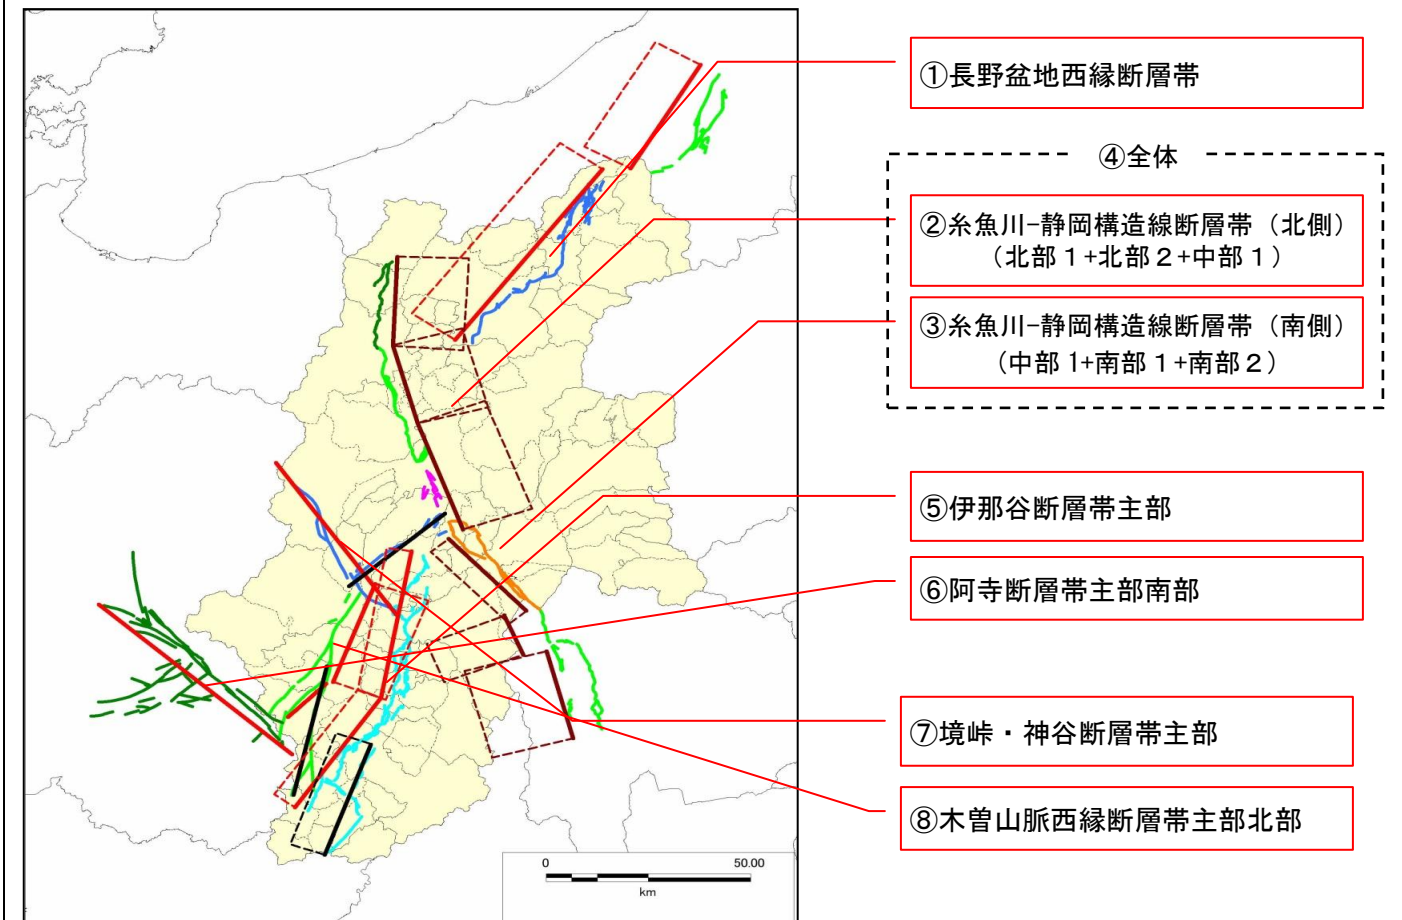 ①長野盆地西縁断層帯
④全体
②糸魚川-静岡構造線断層帯（北側）
（北部１+北部２+中部１）
③糸魚川-静岡構造線断層帯（南側）
（中部 1+南部１+南部２）
⑤伊那谷断層帯主部
⑥阿寺断層帯主部南部
⑦境峠・神谷断層帯主部
⑧木曽山脈西縁断層帯主部北部
0 50.00
km